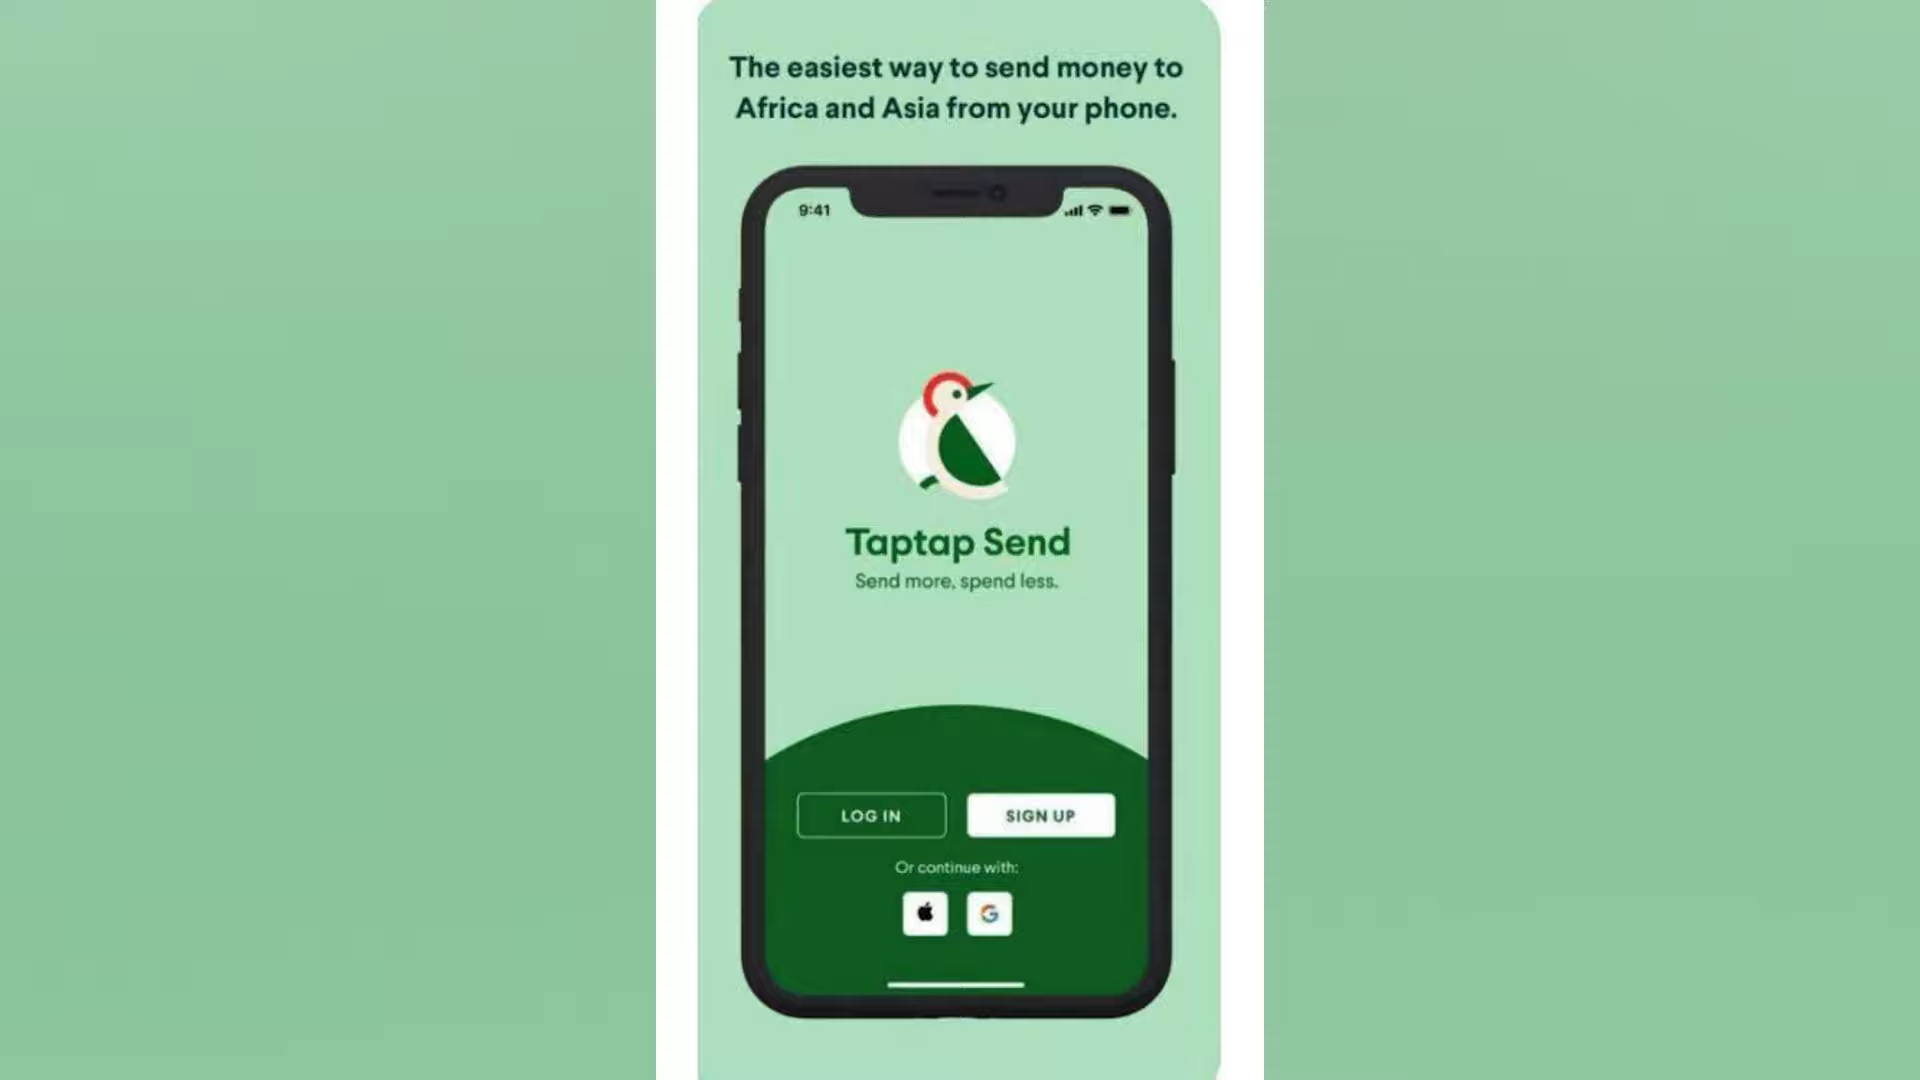 The easiest way to send money to
Africa and Asia from your phone.
9:41
Taptap Send
Send more, spend less.
LOG IN
SIGN UP
Or continue with: